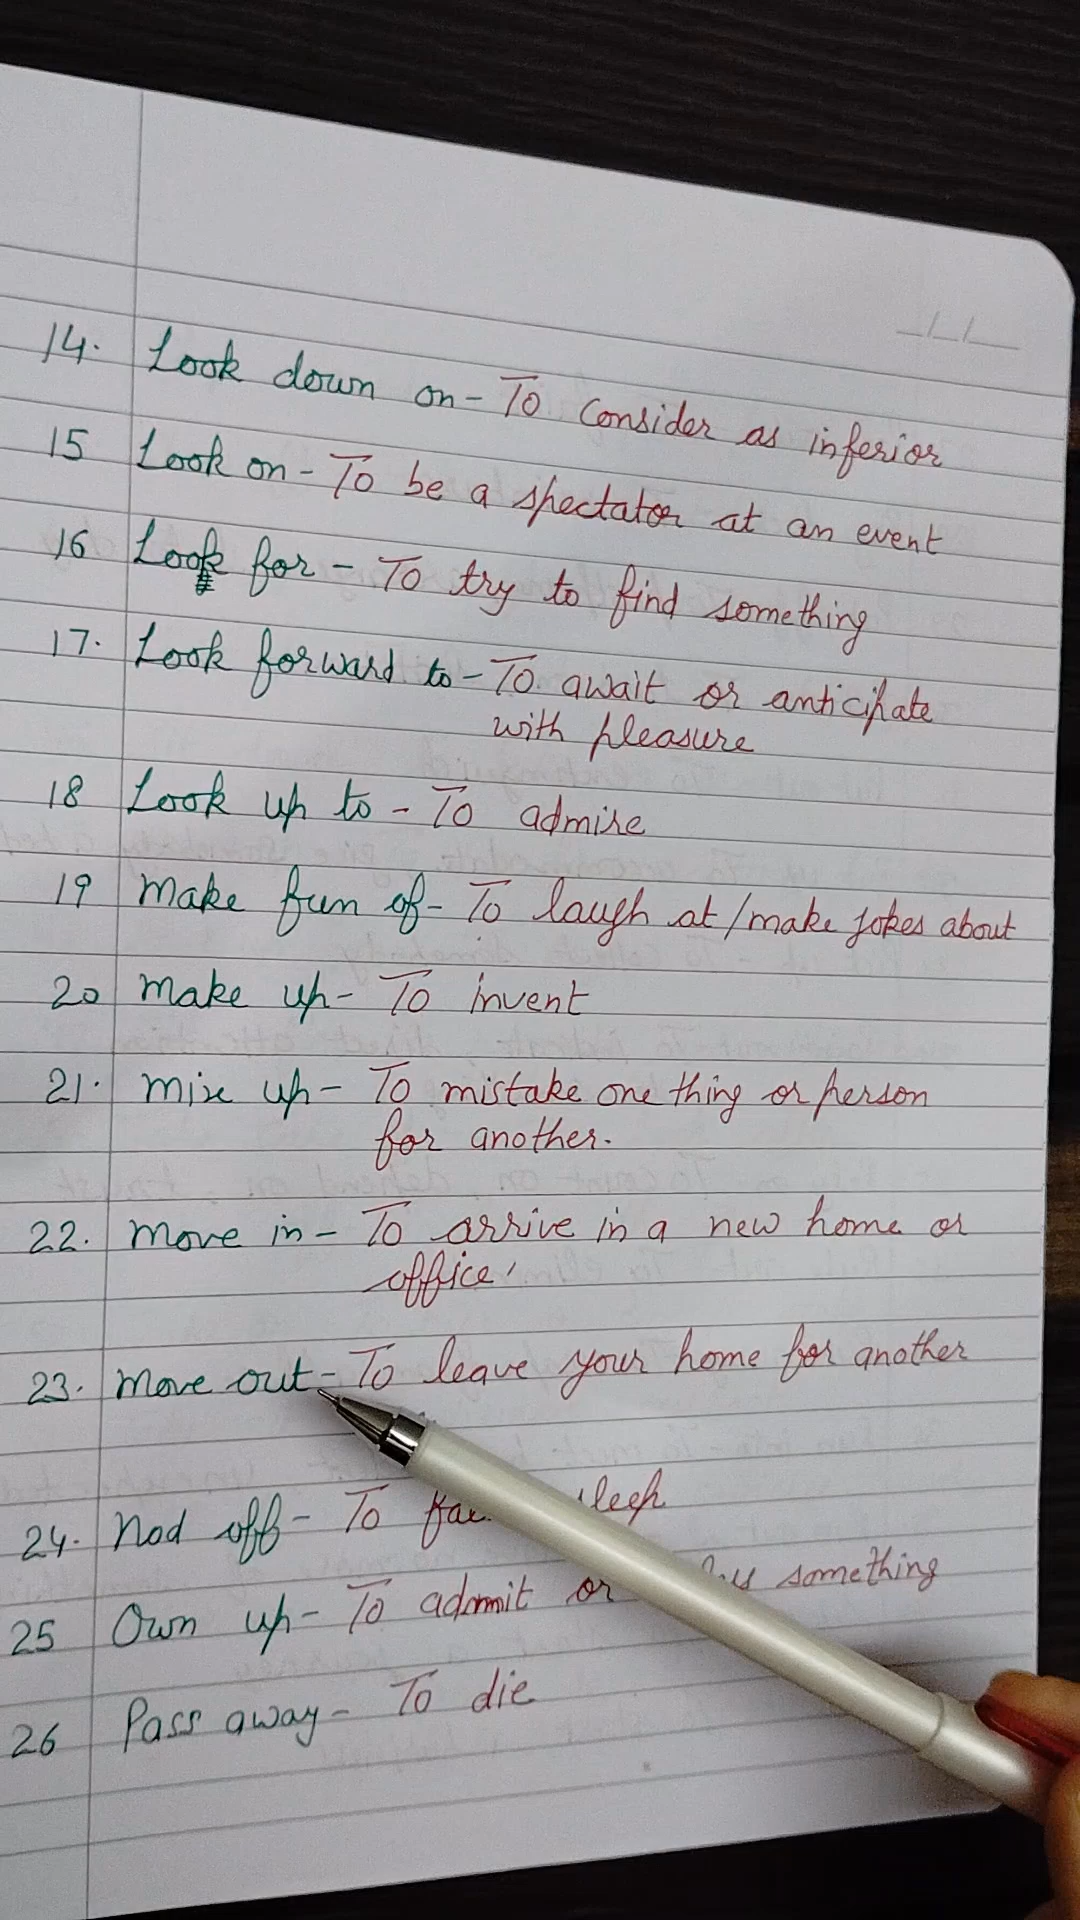 14. Look down on - To consider as inferior
15 Look on - To be a spectator at an event
16 Look for - To try to find something
17. Look forward to - To await or anticipate
with pleasure
18 Look up to - To admire
19 Make fun of - To laugh at/make jokes about
20 Make up - To invent
21. Mix up - To mistake one thing or person
for another.
22. Move in - To arrive in a new home or
office.
23. Move out - To leave your home for another
24. Nod off - To
25 Own up - To admit or something
26 Pass away - To die